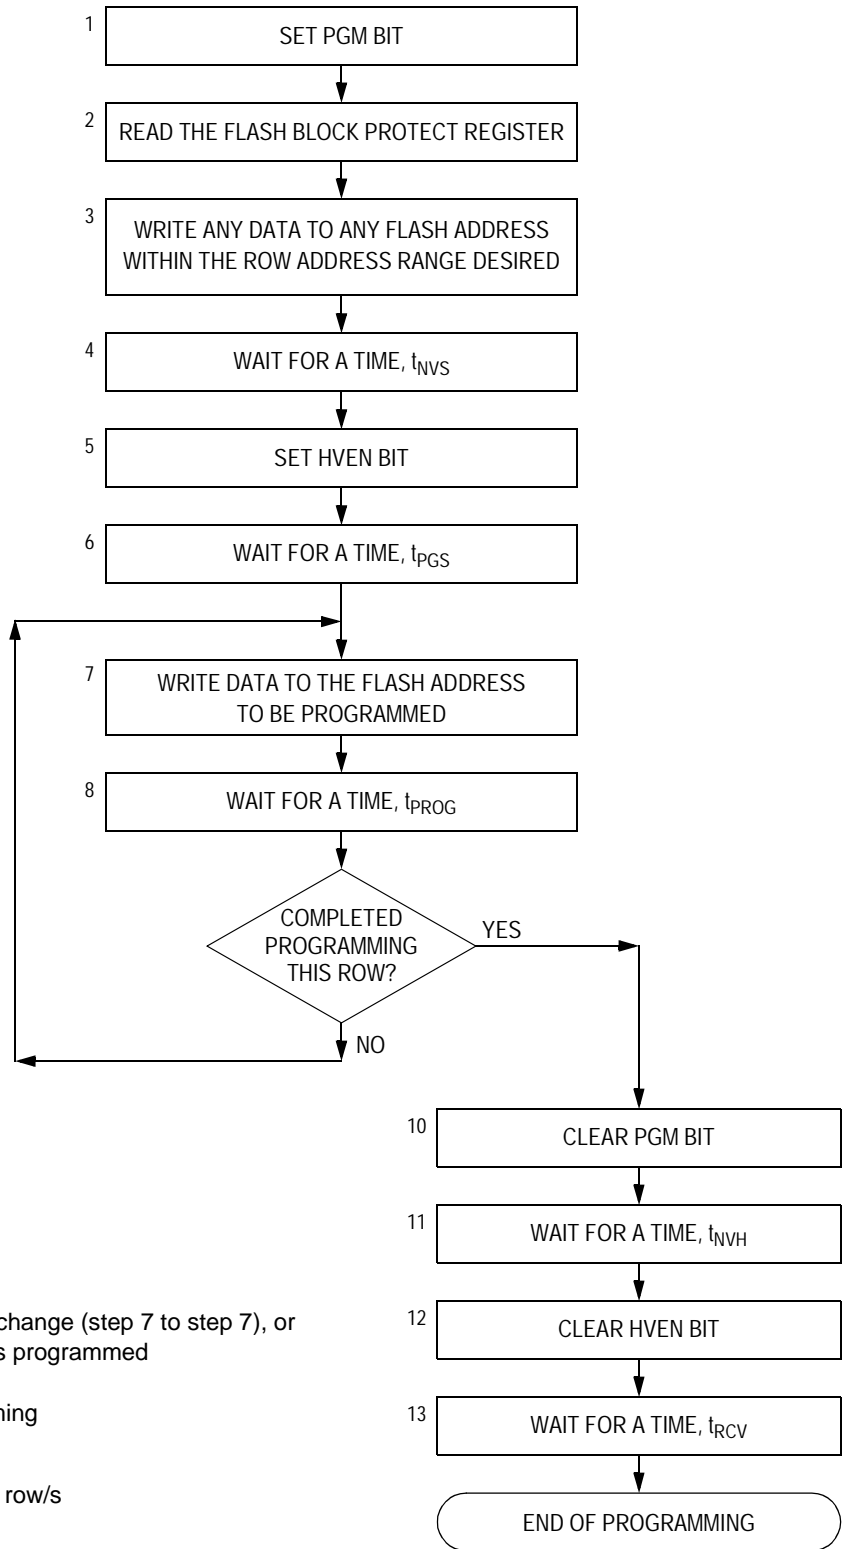 1
SET PGM BIT
2
READ THE FLASH BLOCK PROTECT REGISTER
3
WRITE ANY DATA TO ANY FLASH ADDRESS
WITHIN THE ROW ADDRESS RANGE DESIRED
4
WAIT FOR A TIME, tNVS
5
SET HVEN BIT
6
WAIT FOR A TIME, tPGS
7
WRITE DATA TO THE FLASH ADDRESS
TO BE PROGRAMMED
8
WAIT FOR A TIME, tPROG
COMPLETED
PROGRAMMING
THIS ROW?
YES
NO
10
CLEAR PGM BIT
11
WAIT FOR A TIME, tNVH
12
CLEAR HVEN BIT
13
WAIT FOR A TIME, tRCV
END OF PROGRAMMING
change (step 7 to step 7), or
s programmed
ning
row/s